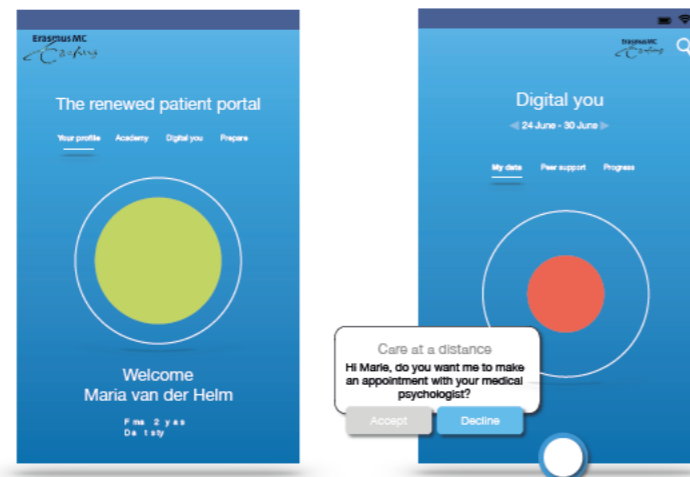 Erasmus MC
Coaching
The renewed patient portal
Your profile Academy Digital you Prepare
Welcome
Maria van der Helm
Erasmus MC
Coaching
Digital you
24 June - 30 June
My data Peer support Progress
Care at a distance
Hi Marie, do you want me to make
an appointment with your medical
psychologist?
Accept Decline